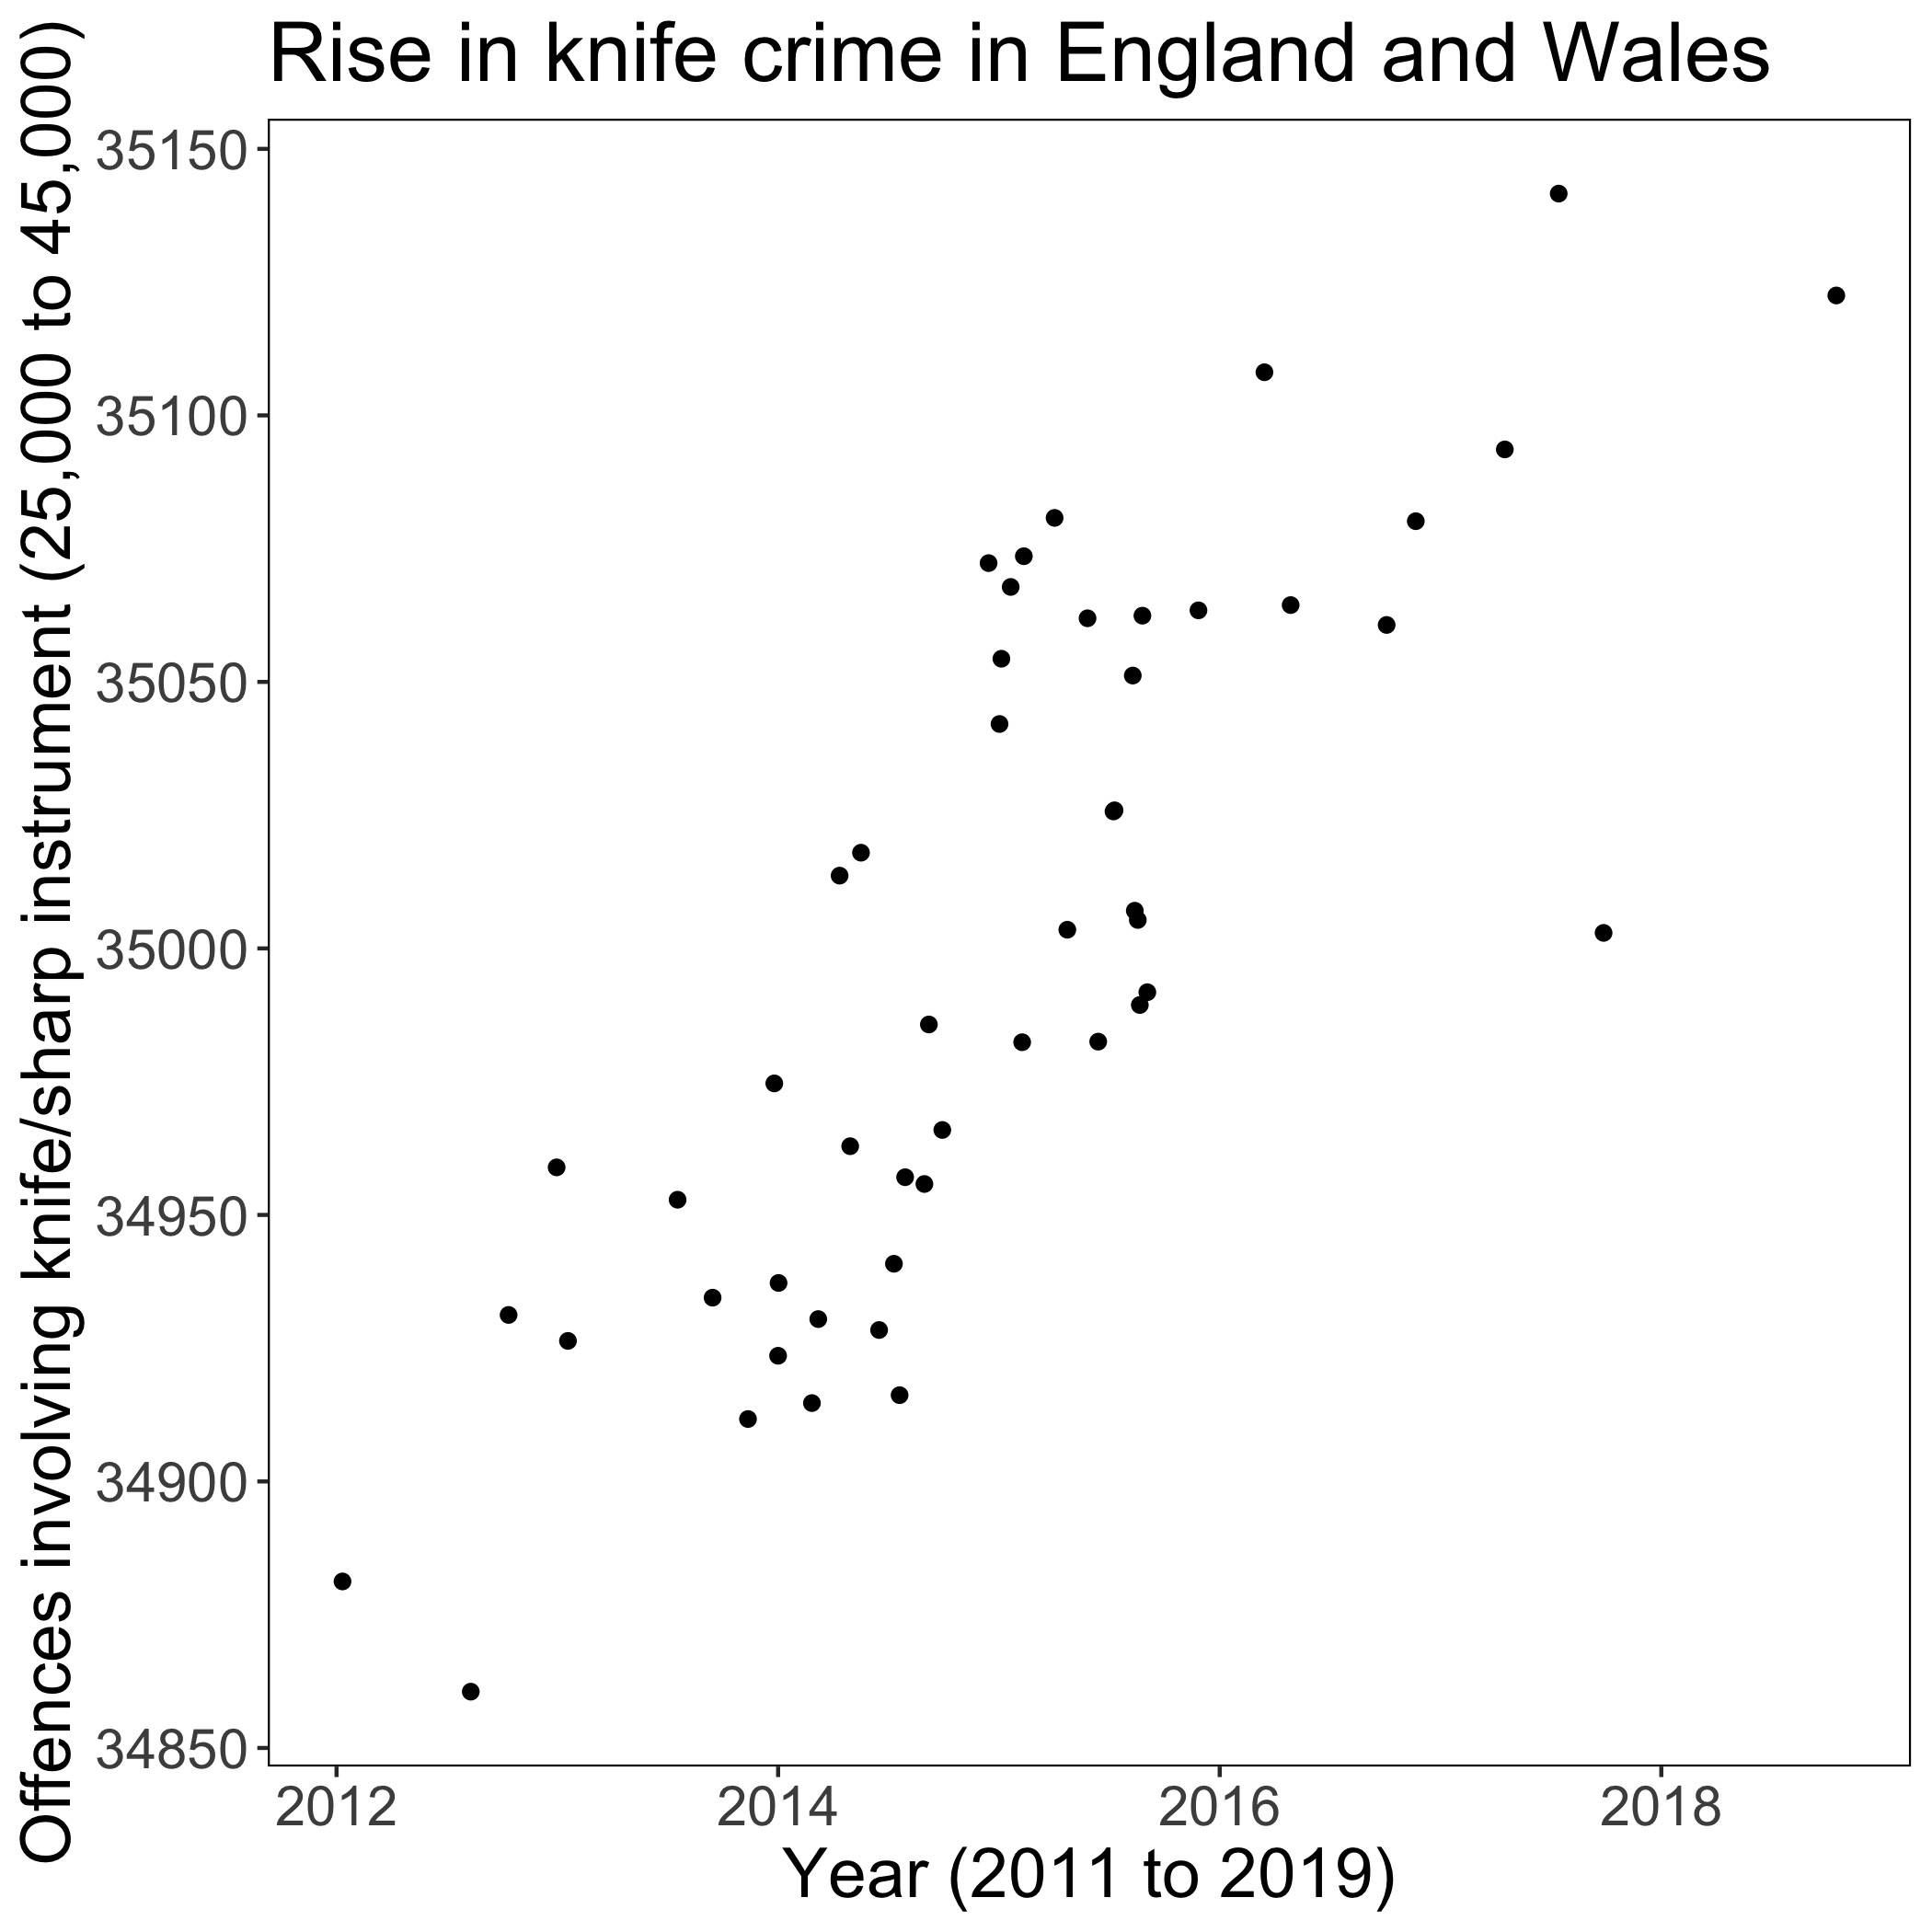 Rise in knife crime in England and Wales
Offences involving knife/sharp instrument (25,000 to 45,000)
35150
35100
35050
35000
34950
34900
34850
2012 2014 2016 2018
Year (2011 to 2019)